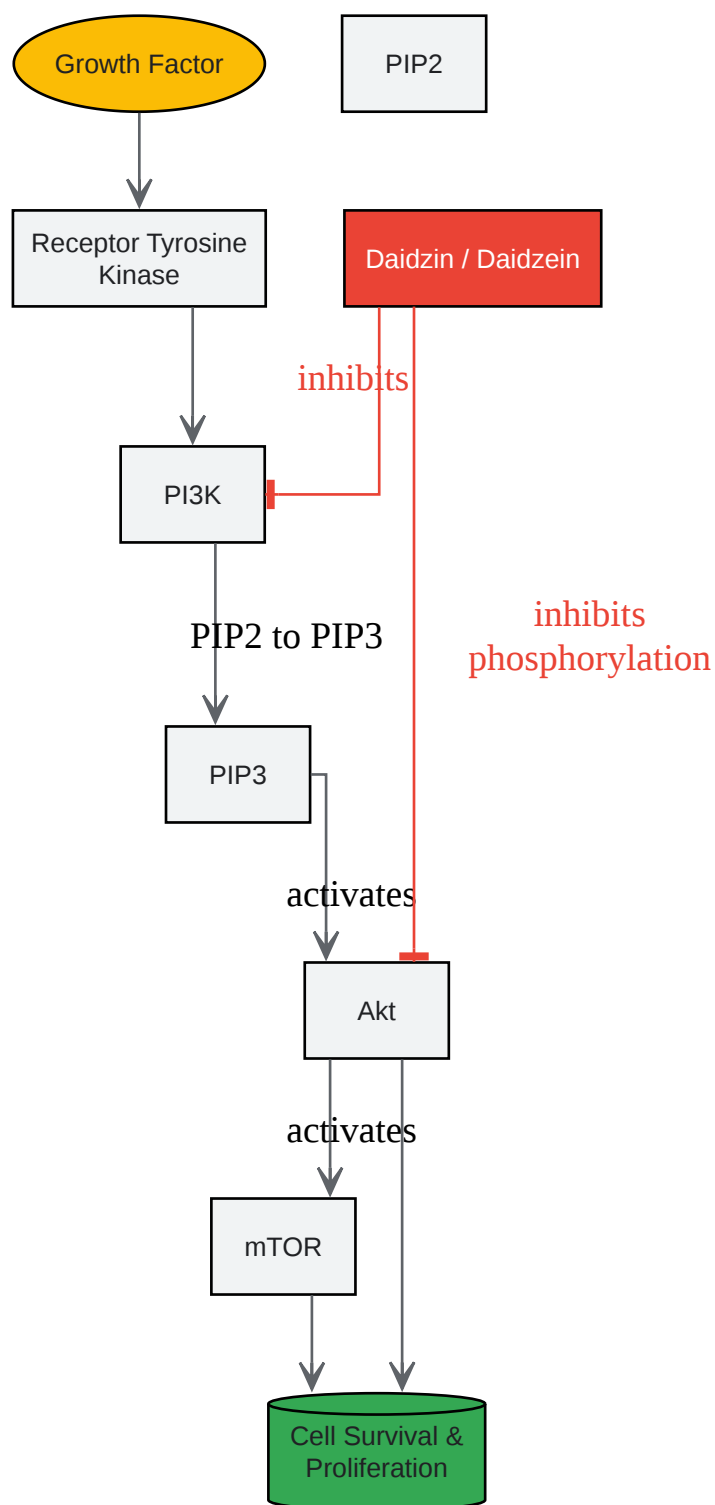 Growth Factor
PIP2
Receptor Tyrosine
Kinase
Daidzin / Daidzein
inhibits
PI3K
inhibits
phosphorylation
PIP2 to PIP3
PIP3
activates
Akt
activates
mTOR
Cell Survival &
Proliferation